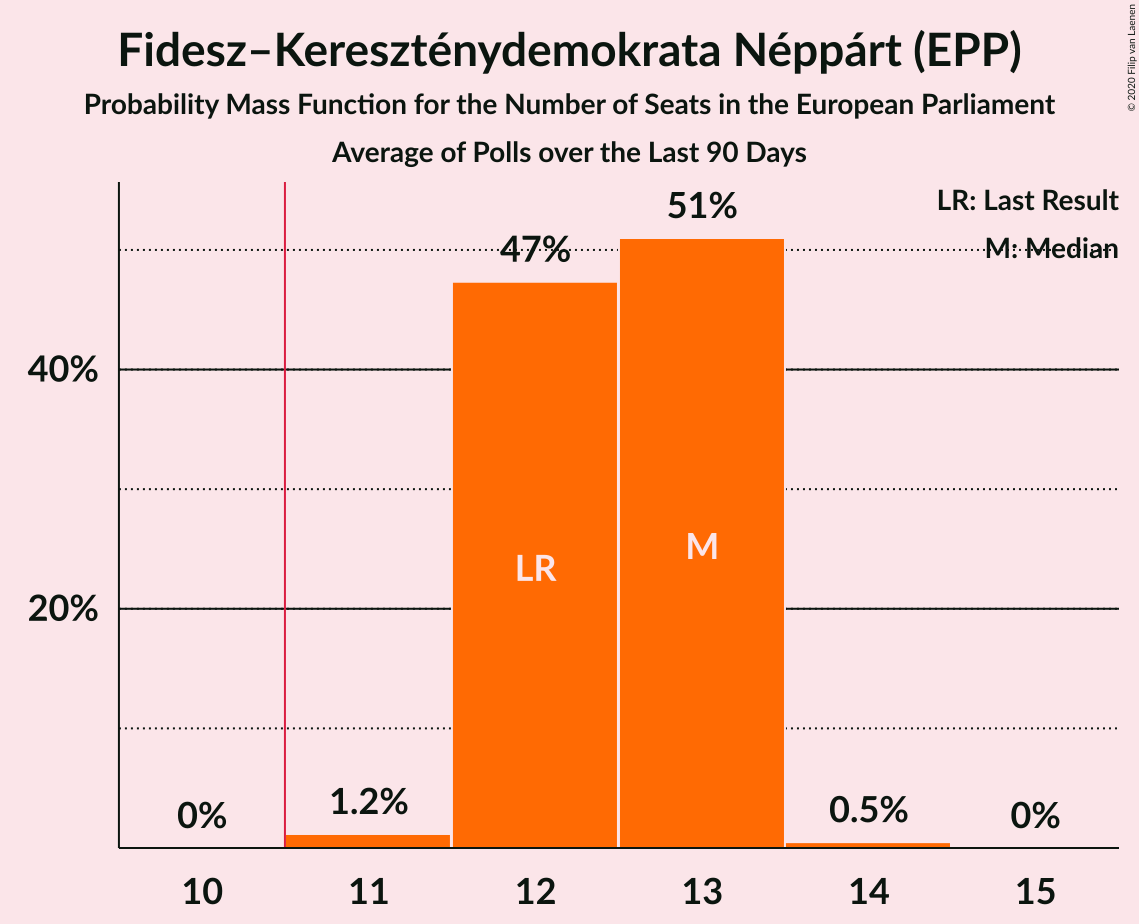 Fidesz–Kereszténydemokrata Néppárt (EPP)
Probability Mass Function for the Number of Seats in the European Parliament
Average of Polls over the Last 90 Days
© 2020 Filip van Laenen
LR: Last Result
M: Median
51%
47%
40%
20%
LR
M
0%
1.2%
0.5%
0%
10
11
12
13
14
15